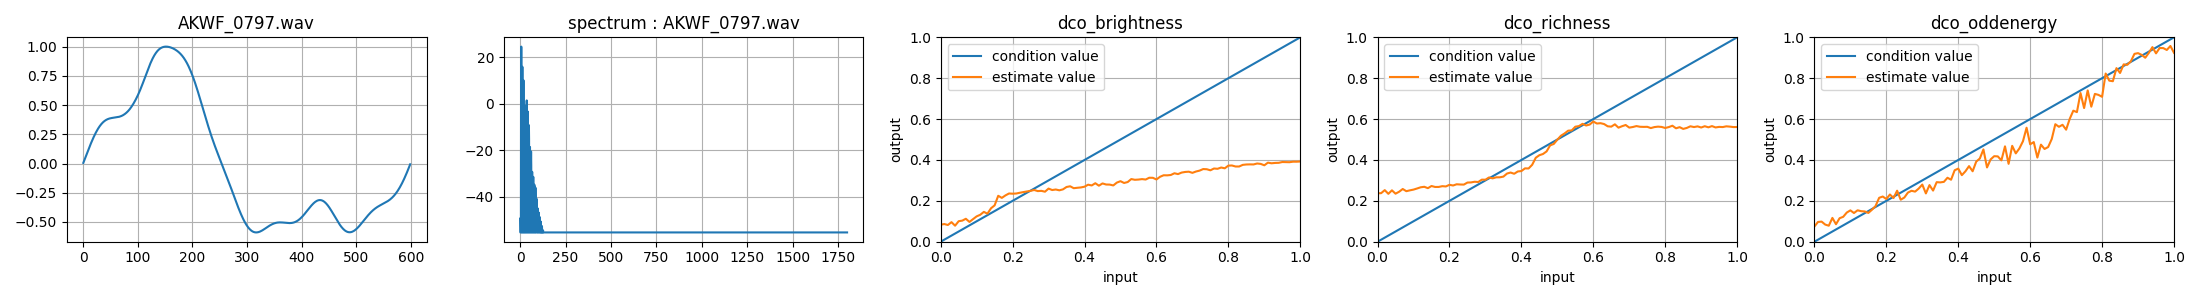 AKWF_0797.wav
1.00
0.75
0.50
0.25
0.00
−0.25
−0.50
0 100 200 300 400 500 600
spectrum : AKWF_0797.wav
20
0
−20
−40
0 250 500 750 1000 1250 1500 1750
dco_brightness
condition value
estimate value
output
1.0
0.8
0.6
0.4
0.2
0.0
0.0 0.2 0.4 0.6 0.8 1.0
input
dco_richness
condition value
estimate value
output
1.0
0.8
0.6
0.4
0.2
0.0
0.0 0.2 0.4 0.6 0.8 1.0
input
dco_oddenergy
condition value
estimate value
output
1.0
0.8
0.6
0.4
0.2
0.0
0.0 0.2 0.4 0.6 0.8 1.0
input